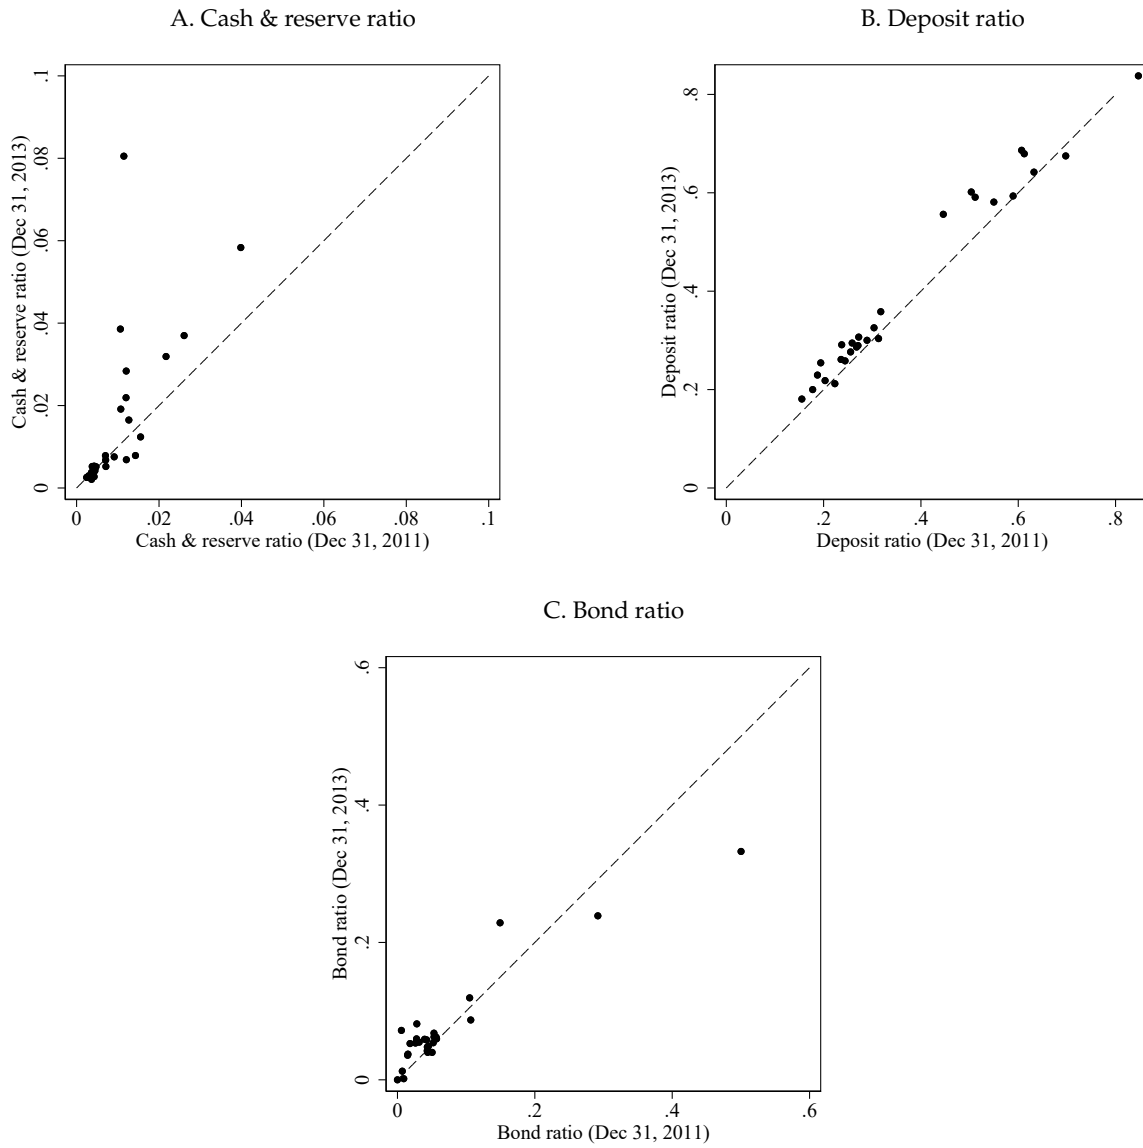 A. Cash & reserve ratio
Cash & reserve ratio (Dec 31, 2013)
.1
.08
.06
.04
.02
0
0 .02 .04 .06 .08 .1
Cash & reserve ratio (Dec 31, 2011)
B. Deposit ratio
Deposit ratio (Dec 31, 2013)
.8
.6
.4
.2
0
0 .2 .4 .6 .8
Deposit ratio (Dec 31, 2011)
C. Bond ratio
Bond ratio (Dec 31, 2013)
.6
.4
.2
0
0 .2 .4 .6
Bond ratio (Dec 31, 2011)